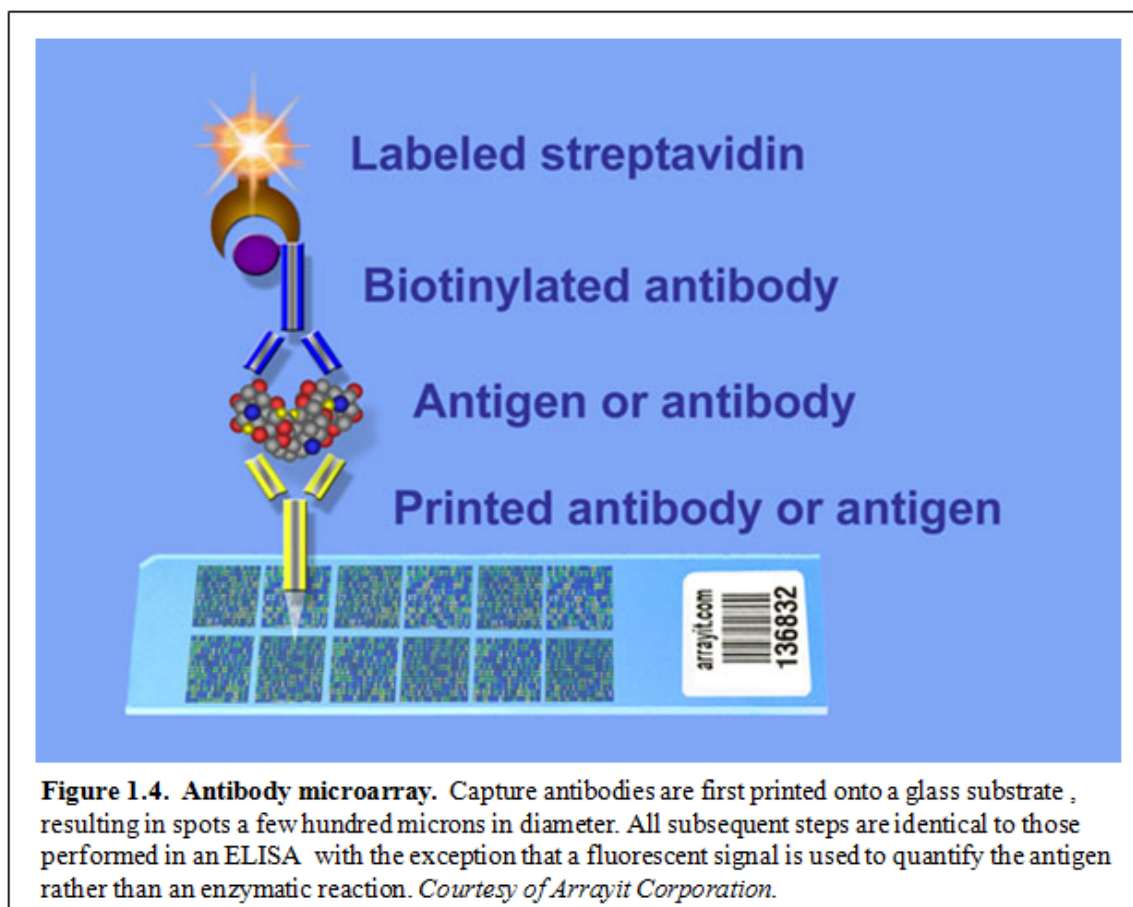 Labeled streptavidin
Biotinylated antibody
Antigen or antibody
Printed antibody or antigen
arrayit.com
136832
Figure 1.4. Antibody microarray. Capture antibodies are first printed onto a glass substrate ,
resulting in spots a few hundred microns in diameter. All subsequent steps are identical to those
performed in an ELISA with the exception that a fluorescent signal is used to quantify the antigen
rather than an enzymatic reaction. Courtesy of Arrayit Corporation.